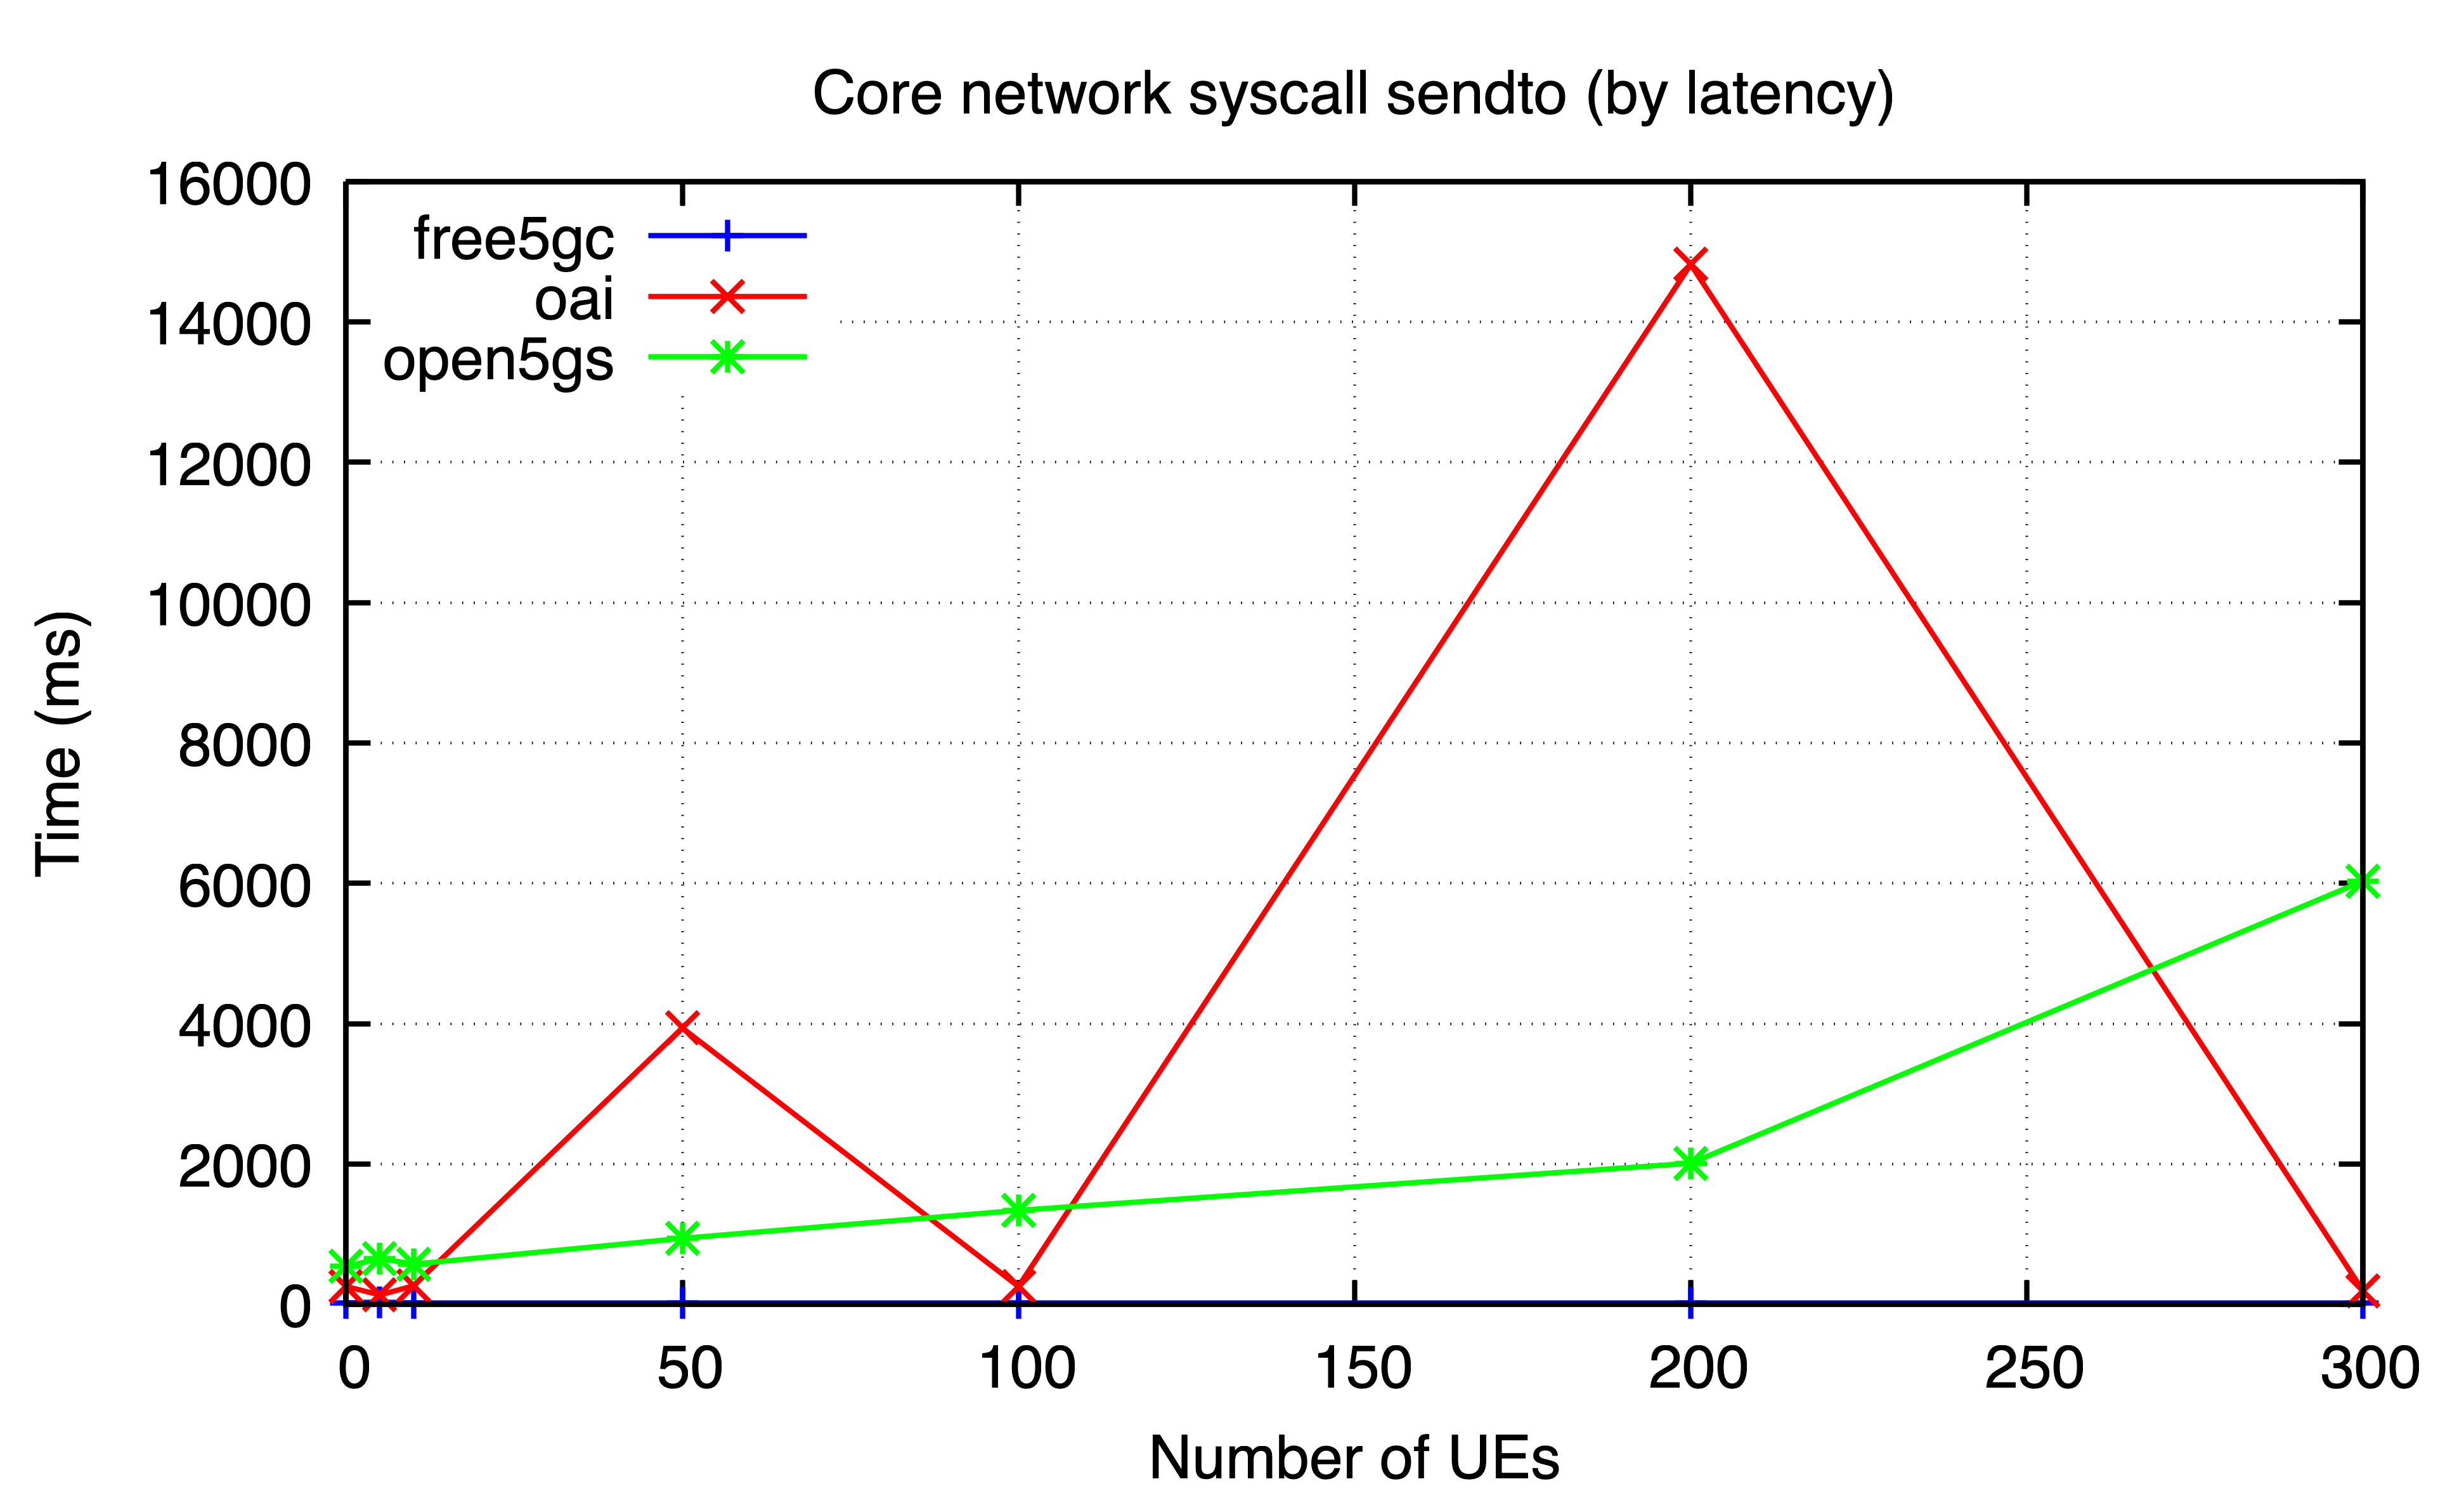 Core network syscall sendto (by latency)
16000
14000
12000
10000
8000
6000
4000
2000
0
free5gc
oai
open5gs
Time (ms)
0 50 100 150 200 250 300
Number of UEs